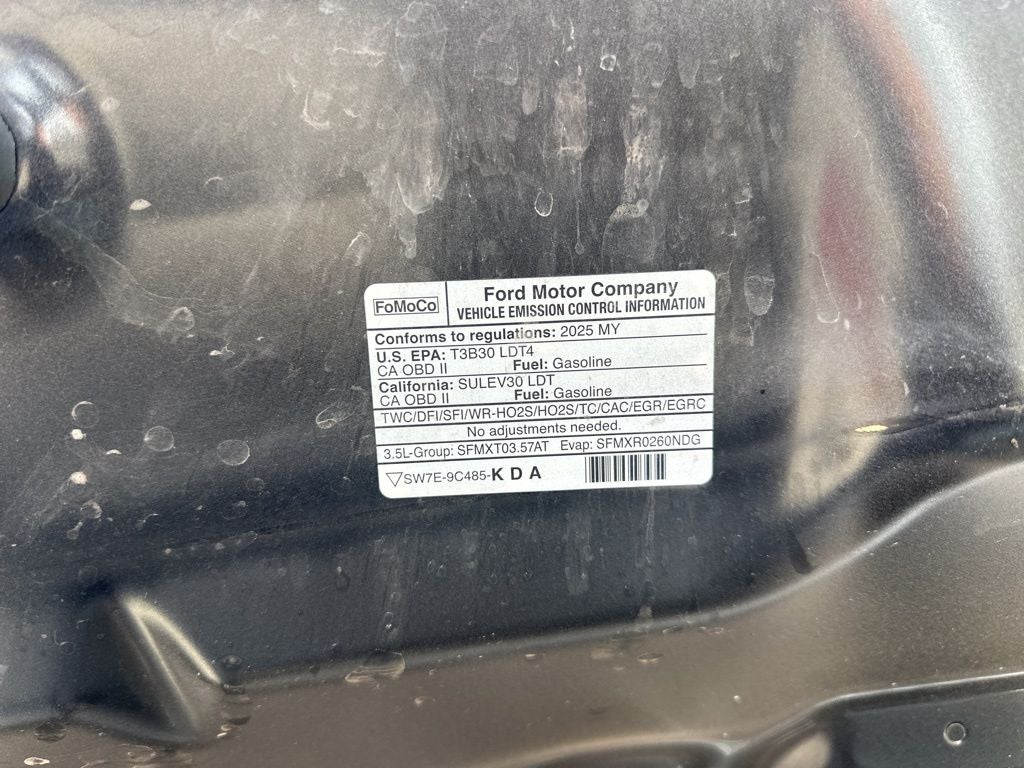 FoMoCo
Ford Motor Company
VEHICLE EMISSION CONTROL INFORMATION
Conforms to regulations: 2025 MY
U.S. EPA: T3B30 LDT4
CA OBD II Fuel: Gasoline
California: SULEV30 LDT
CA OBD II Fuel: Gasoline
TWC/DFI/SFI/WR-HO2S/HO2S/TC/CAC/EGR/EGRC
No adjustments needed.
3.5L-Group: SFMXT03.57AT Evap: SFMXR0260NDG
▽SW7E-9C485-K D A